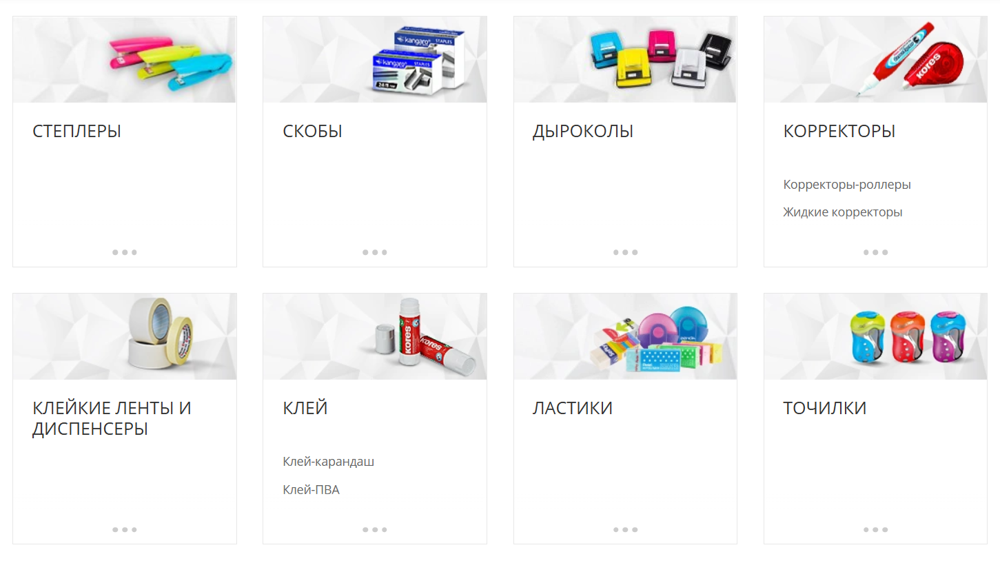 kangaro® STAPLES
kangaro® STAPLES
24/6
kores
СТЕПЛЕРЫ
СКОБЫ
ДЫРОКОЛЫ
КОРРЕКТОРЫ
Корректоры-роллеры
Жидкие корректоры
kores
kores
КЛЕЙКИЕ ЛЕНТЫ И
ДИСПЕНСЕРЫ
КЛЕЙ
ЛАСТИКИ
ТОЧИЛКИ
Клей-карандаш
Клей-ПВА